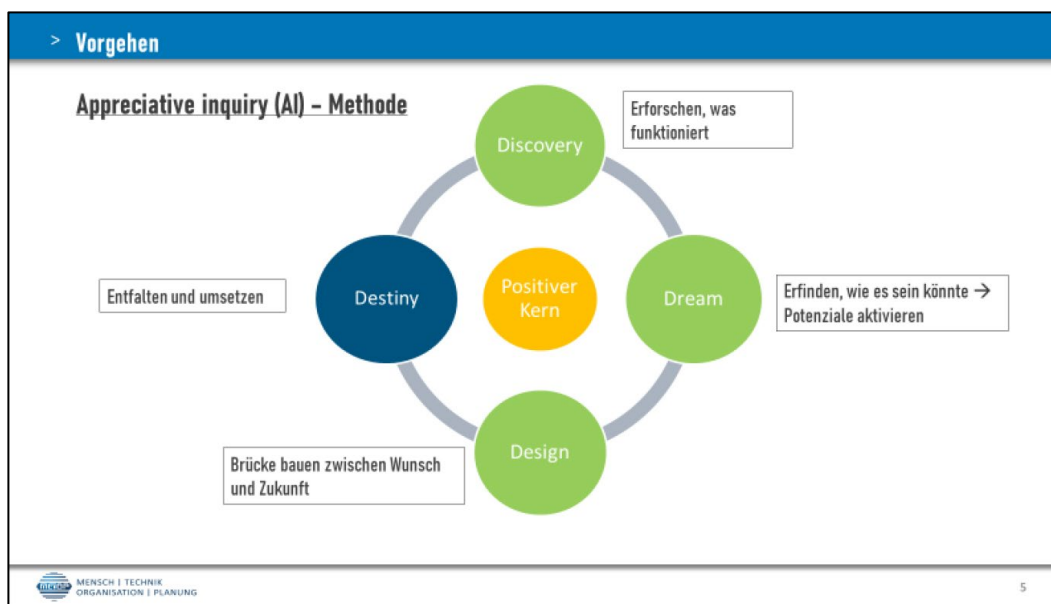 > Vorgehen
Appreciative inquiry (AI) – Methode
Discovery
Erforschen, was
funktioniert
Dream
Erfinden, wie es sein könnte →
Potenziale aktivieren
Positiver
Kern
Destiny
Entfalten und umsetzen
Design
Brücke bauen zwischen Wunsch
und Zukunft
MENSCH | TECHNIK
ORGANISATION | PLANUNG
5